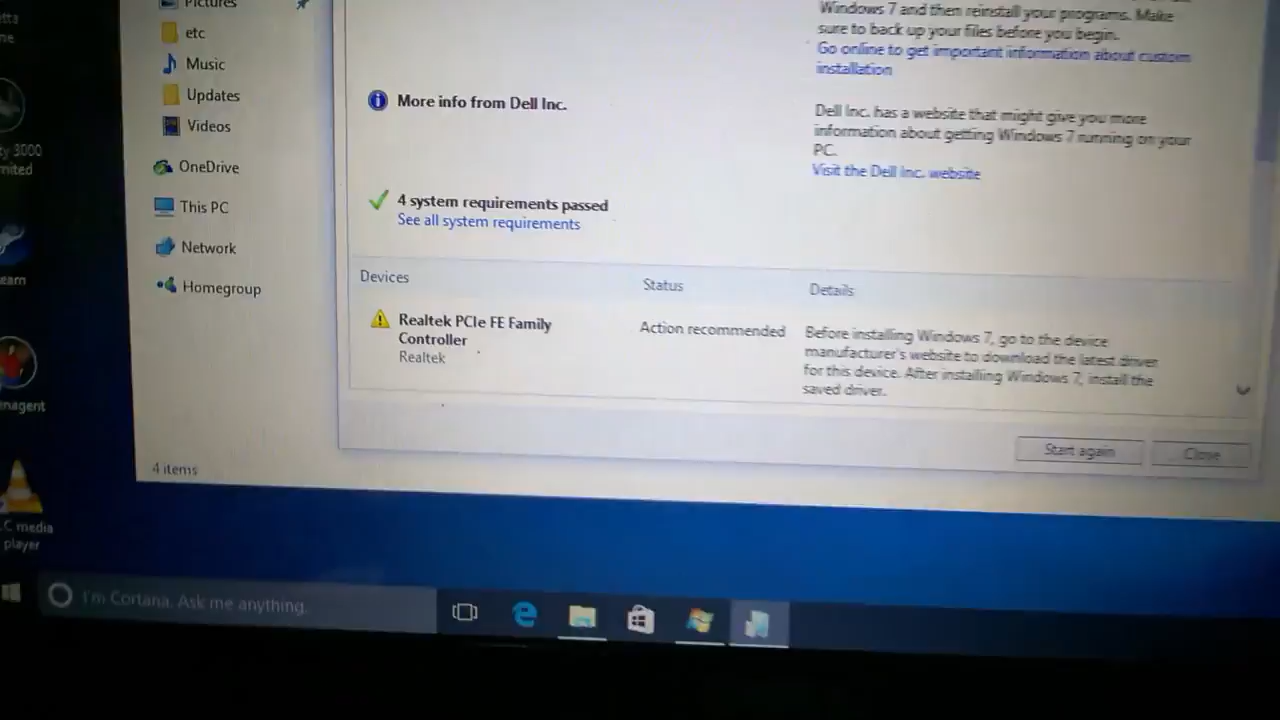 Pictures
etc
Music
Updates
Videos
OneDrive
This PC
Network
Homegroup
4 items
Windows 7 and then reinstall your programs. Make
sure to back up your files before you begin.
Go online to get important information about custom
installation
More info from Dell Inc.
Dell Inc. has a website that might give you more
information about getting Windows 7 running on your
PC.
Visit the Dell Inc. website
4 system requirements passed
See all system requirements
Devices
Status
Details
Realtek PCIe FE Family
Controller
Realtek
Action recommended
Before installing Windows 7, go to the device
manufacturer's website to download the latest driver
for this device. After installing Windows 7, install the
saved driver.
Start again
Close
3000
C media
player
I'm Cortana. Ask me anything.